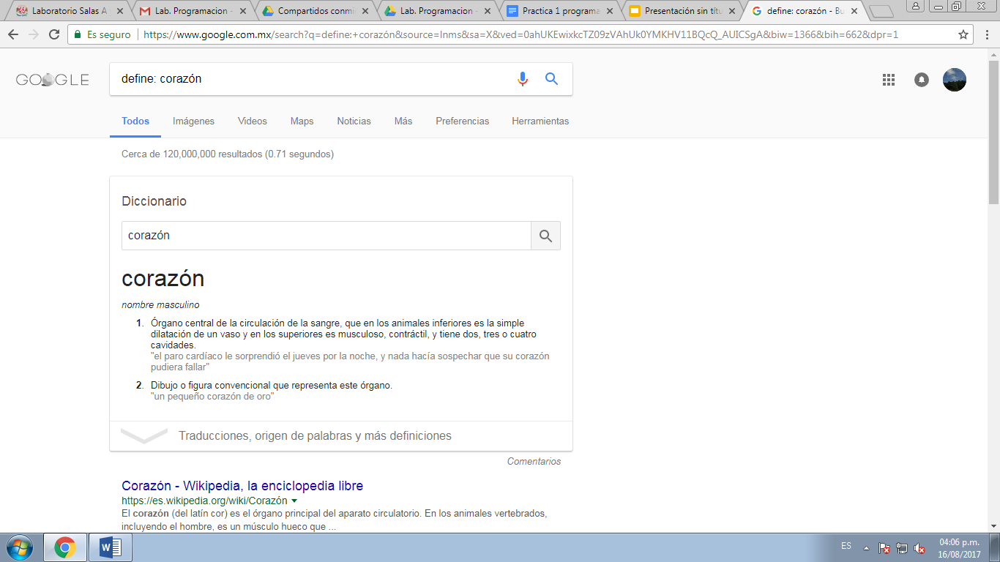 Laboratorio Salas A
Lab. Programacion -
Compartidos conmi
Lab. Programacion -
Practica 1 programa
Presentación sin títu
define: corazón - Bu
Es seguro
https://www.google.com.mx/search?q=define:+corazón&source=lnms&sa=X&ved=0ahUKEwixkcTZ09zVAhUk0YMKHV11BQcQ_AUICSgA&biw=1366&bih=662&dpr=1
GOOGLE
define: corazón
Todos Imágenes Videos Maps Noticias Más Preferencias Herramientas
Cerca de 120,000,000 resultados (0.71 segundos)
Diccionario
corazón
corazón
nombre masculino
1. Órgano central de la circulación de la sangre, que en los animales inferiores es la simple
dilatación de un vaso y en los superiores es musculoso, contráctil, y tiene dos, tres o cuatro
cavidades.
"el paro cardíaco le sorprendió el jueves por la noche, y nada hacía sospechar que su corazón
pudiera fallar"
2. Dibujo o figura convencional que representa este órgano.
"un pequeño corazón de oro"
Traducciones, origen de palabras y más definiciones
Comentarios
Corazón - Wikipedia, la enciclopedia libre
https://es.wikipedia.org/wiki/Corazón
El corazón (del latín cor) es el órgano principal del aparato circulatorio. En los animales vertebrados,
incluyendo el hombre, es un músculo hueco que ...
ES
04:06 p.m.
16/08/2017